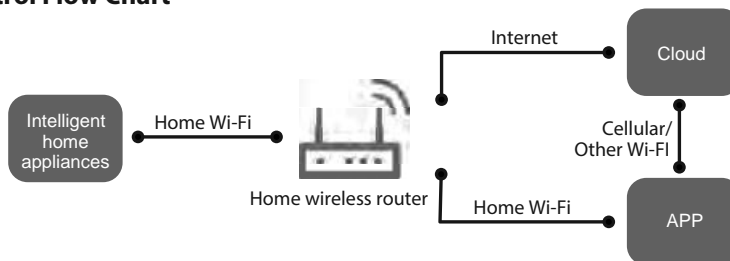 Flow Chart
Internet
Cloud
Intelligent
home
appliances
Home Wi-Fi
Cellular/
Other Wi-FI
Home wireless router
Home Wi-Fi
APP